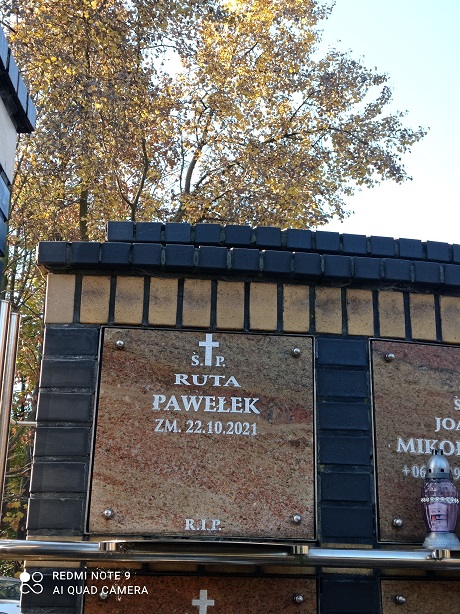 Ś. P.
RUTA
PAWEŁEK
ZM. 22.10.2021
R.I.P.
REDMI NOTE 9
AI QUAD CAMERA